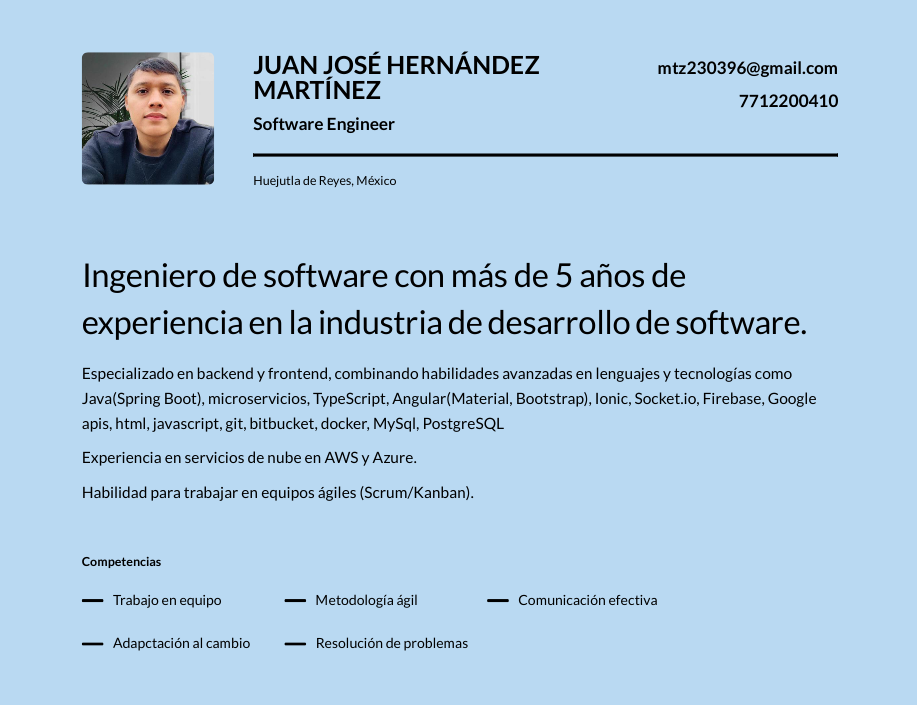 JUAN JOSÉ HERNÁNDEZ
MARTÍNEZ
Software Engineer
mtz230396@gmail.com
7712200410
Huejutla de Reyes, México
Ingeniero de software con más de 5 años de
experiencia en la industria de desarrollo de software.
Especializado en backend y frontend, combinando habilidades avanzadas en lenguajes y tecnologías como
Java(Spring Boot), microservicios, TypeScript, Angular(Material, Bootstrap), Ionic, Socket.io, Firebase, Google
apis, html, javascript, git, bitbucket, docker, MySql, PostgreSQL
Experiencia en servicios de nube en AWS y Azure.
Habilidad para trabajar en equipos ágiles (Scrum/Kanban).
Competencias
Trabajo en equipo
Metodología ágil
Comunicación efectiva
Adapctación al cambio
Resolución de problemas